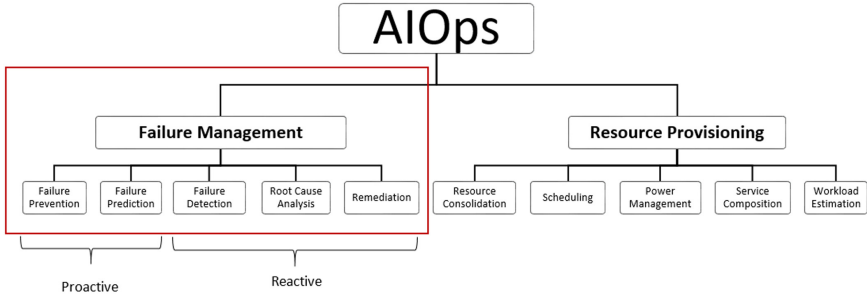 AIOps
Failure Management
Resource Provisioning
Failure
Prevention
Failure
Prediction
Failure
Detection
Root Cause
Analysis
Remediation
Resource
Consolidation
Scheduling
Power
Management
Service
Composition
Workload
Estimation
Proactive
Reactive